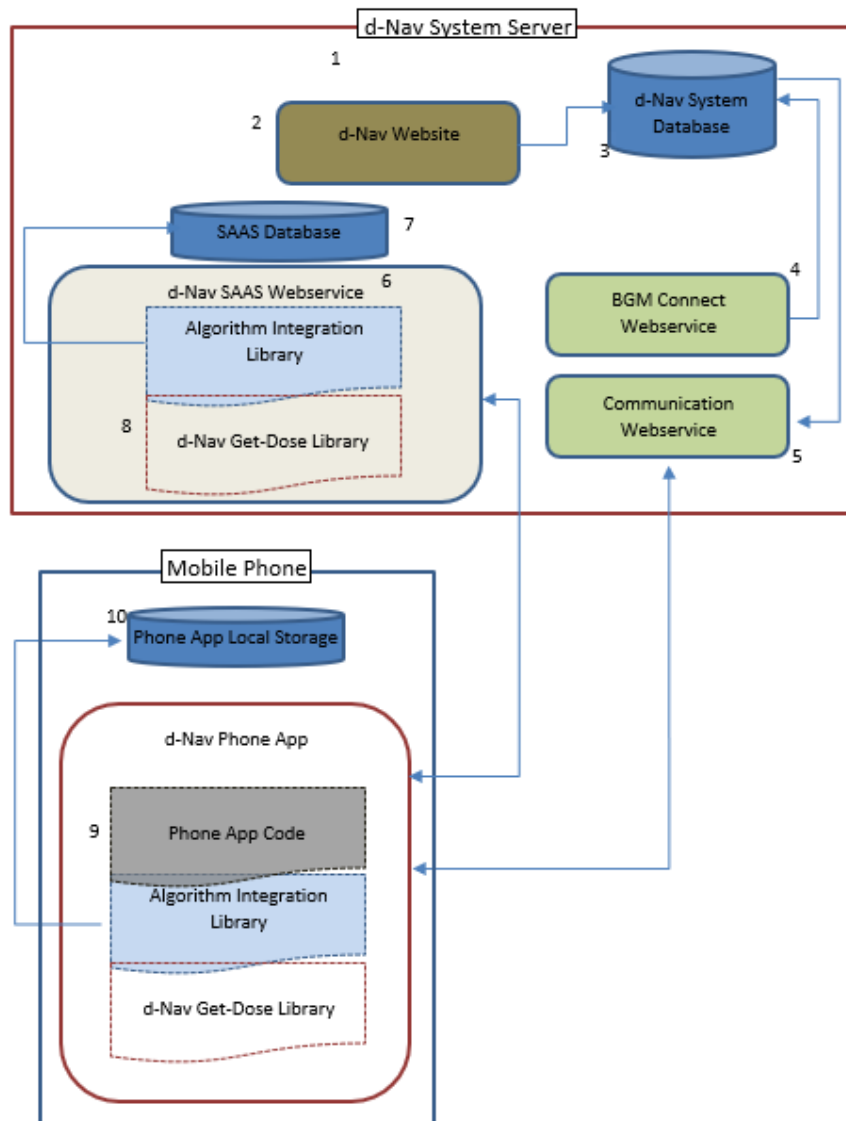 d-Nav System Server
1
2
d-Nav Website
d-Nav System
Database
3
SAAS Database
7
6
d-Nav SAAS Webservice
Algorithm Integration
Library
8
d-Nav Get-Dose Library
4
BGM Connect
Webservice
Communication
Webservice
5
Mobile Phone
10
Phone App Local Storage
d-Nav Phone App
9
Phone App Code
Algorithm Integration
Library
d-Nav Get-Dose Library